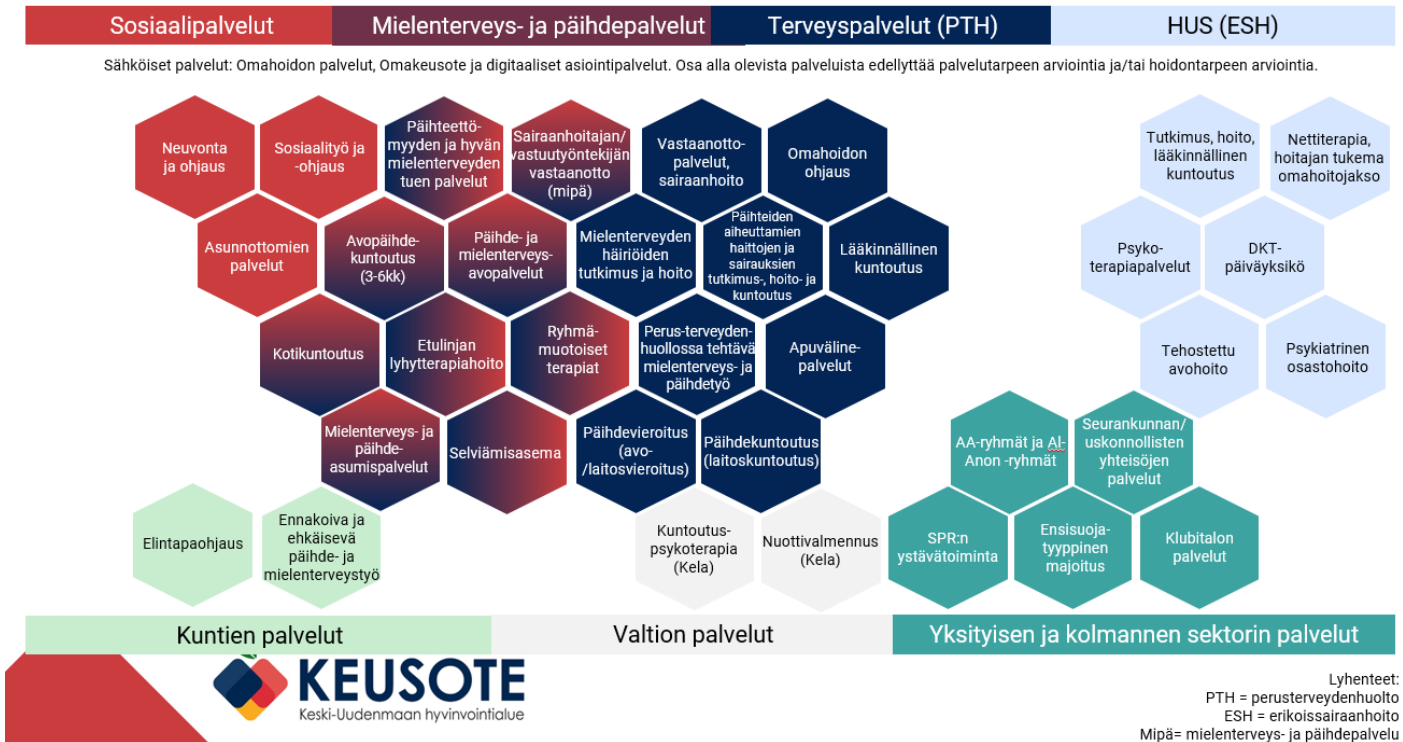 Sosiaalipalvelut
Mielenterveys- ja päihdepalvelut
Terveyspalvelut (PTH)
HUS (ESH)
Sähköiset palvelut: Omahoidon palvelut, Omakeusote ja digitaaliset asiointipalvelut. Osa alla olevista palveluista edellyttää palvelutarpeen arviointia ja/tai hoidontarpeen arviointia.
Neuvonta
ja ohjaus
Sosiaalityö ja
-ohjaus
Päihteettö-
myyden ja hyvän
mielenterveyden
tuen palvelut
Sairaanhoitajan/
vastuutyöntekijän
vastaanotto
(mipä)
Vastaanotto-
palvelut,
sairaanhoito
Omahoidon
ohjaus
Tutkimus, hoito,
lääkinnällinen
kuntoutus
Nettiterapia,
hoitajan tukema
omahoitojakso
Asunnottomien
palvelut
Avopäihde-
kuntoutus
(3-6kk)
Päihde- ja
mielenterveys-
avopalvelut
Mielenterveyden
häiriöiden
tutkimus ja hoito
Päihteiden
aiheuttamien
haittojen ja
sairauksien
tutkimus-, hoito- ja
kuntoutus
Lääkinnällinen
kuntoutus
Psyko-
terapiapalvelut
DKT-
päiväyksikö
Kotikuntoutus
Etulinjan
lyhytterapiahoito
Ryhmä-
muotoiset
terapiat
Perus-terveyden-
huollossa tehtävä
mielenterveys- ja
päihdetyö
Apuväline-
palvelut
Tehostettu
avohoito
Psykiatrinen
osastohoito
Mielenterveys- ja
päihde-
asumispalvelut
Selviämisasema
Päihdevieroitus
(avo-
/laitosvieroitus)
Päihdekuntoutus
(laitoskuntoutus)
AA-ryhmät ja Al-
Anon -ryhmät
Seurankunnan/
uskonnollisten
yhteisöjen
palvelut
Elintapaohjaus
Ennakoiva ja
ehkäisevä
päihde- ja
mielenterveystyö
Kuntoutus-
psykoterapia
(Kela)
Nuottivalmennus
(Kela)
SPR:n
ystävätoiminta
Ensisuoja-
tyyppinen
majoitus
Klubitalon
palvelut
Kuntien palvelut
Valtion palvelut
Yksityisen ja kolmannen sektorin palvelut
KEUSOTE
Keski-Uudenmaan hyvinvointialue
Lyhenteet:
PTH = perusterveydenhuolto
ESH = erikoissairaanhoito
Mipä= mielenterveys- ja päihdepalvelu